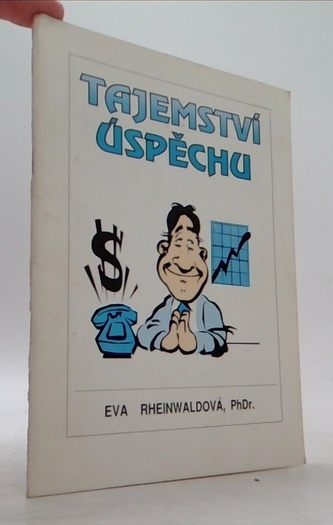 TAJEMSTVÍ
ÚSPĚCHU
$
EVA RHEINWALDOVÁ, PhDr.